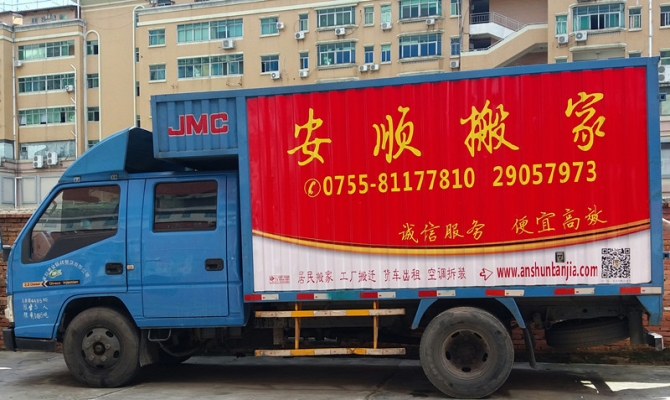 JMC
安顺搬家
0755-81177810 29057973
诚信服务 便宜高效
居民搬家 工厂搬迁 货车出租 空调拆装 www.anshuntanjia.com